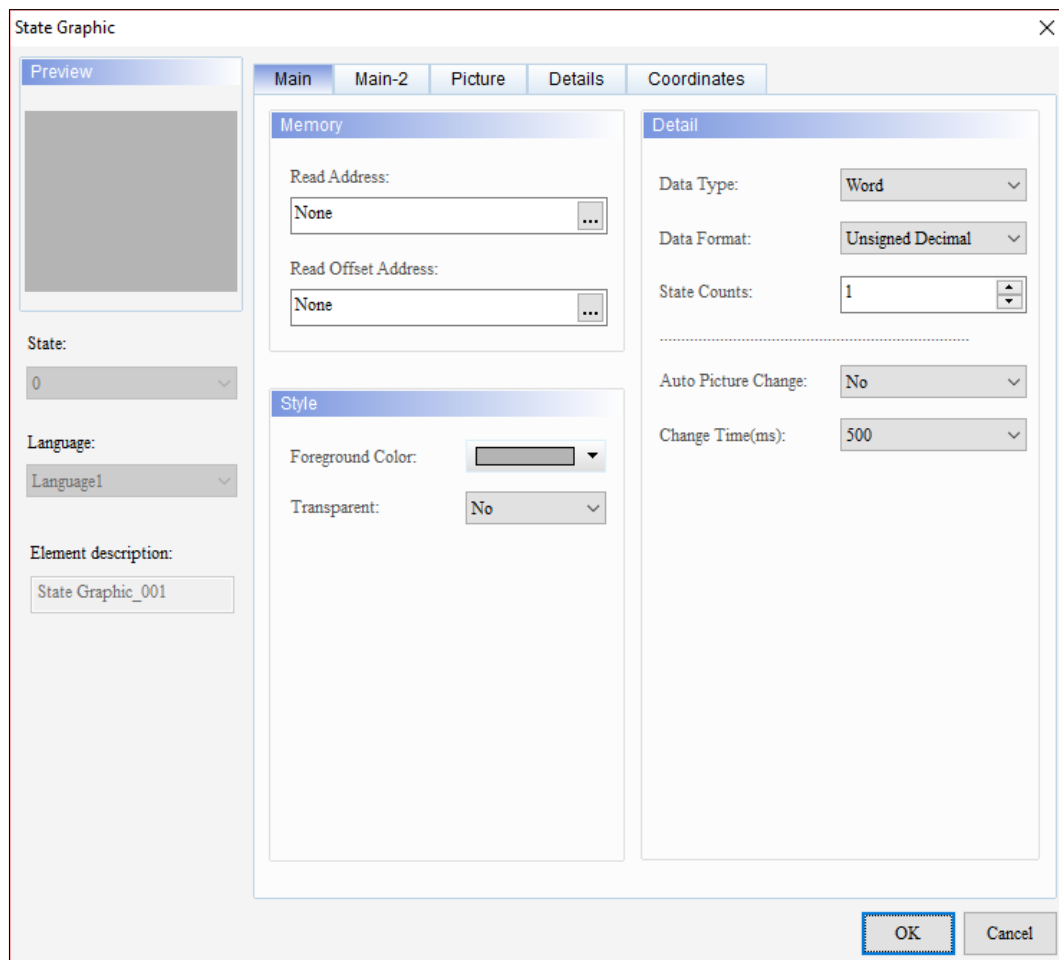 State Graphic
Preview
State:
0
Language:
Language1
Element description:
State Graphic_001
Main Main-2 Picture Details Coordinates
Memory
Read Address:
None ...
Read Offset Address:
None ...
Style
Foreground Color:
Transparent: No
Detail
Data Type: Word
Data Format: Unsigned Decimal
State Counts: 1
Auto Picture Change: No
Change Time(ms): 500
OK Cancel